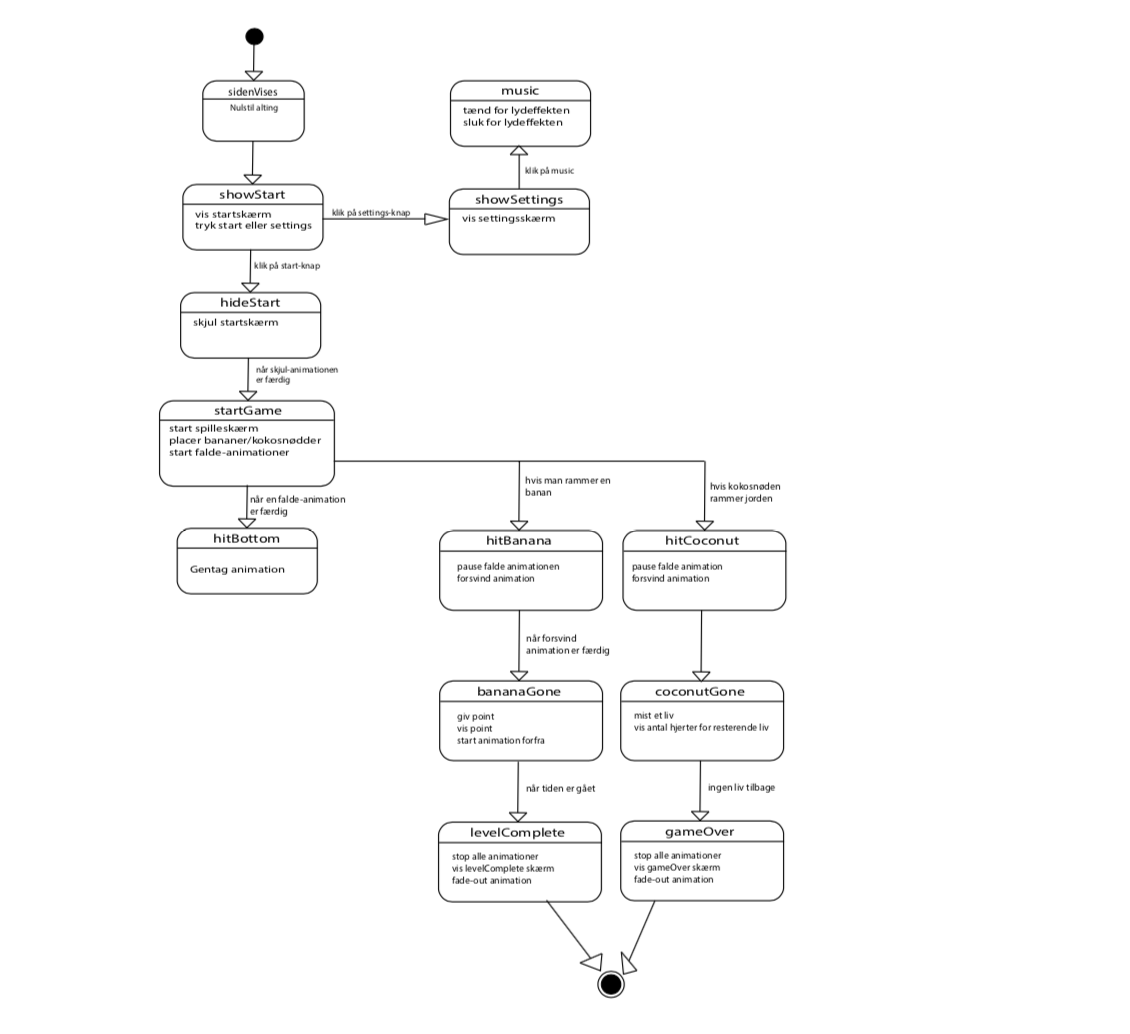 sidenVises
Nulstil alting
music
tænd for lydeffekten
sluk for lydeffekten
klik på music
showStart
vis startskærm
tryk start eller settings
klik på settings-knap
showSettings
vis settingsskærm
klik på start-knap
hideStart
skjul startskærm
når skjul-animationen
er færdig
startGame
start spilleskærm
placer bananer/kokosnødder
start falde-animationer
når en falde-animation
er færdig
hvis man rammer en
banan
hvis kokosnøden
rammer jorden
hitBottom
Gentag animation
hitBanana
pause falde animationen
forsvind animation
hitCoconut
pause falde animation
forsvind animation
når forsvind
animation er færdig
bananaGone
giv point
vis point
start animation forfra
coconutGone
mist et liv
vis antal hjerter for resterende liv
når tiden er gået
ingen liv tilbage
levelComplete
stop alle animationer
vis levelComplete skærm
fade-out animation
gameOver
stop alle animationer
vis gameOver skærm
fade-out animation